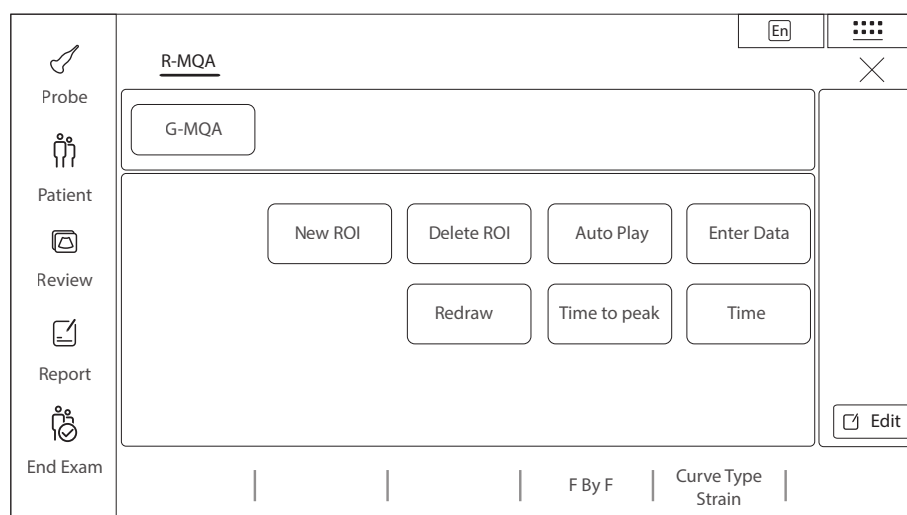 En
R-MQA
Probe
G-MQA
Patient
New ROI
Delete ROI
Auto Play
Enter Data
Review
Redraw
Time to peak
Time
Report
Edit
End Exam
F By F
Curve Type
Strain